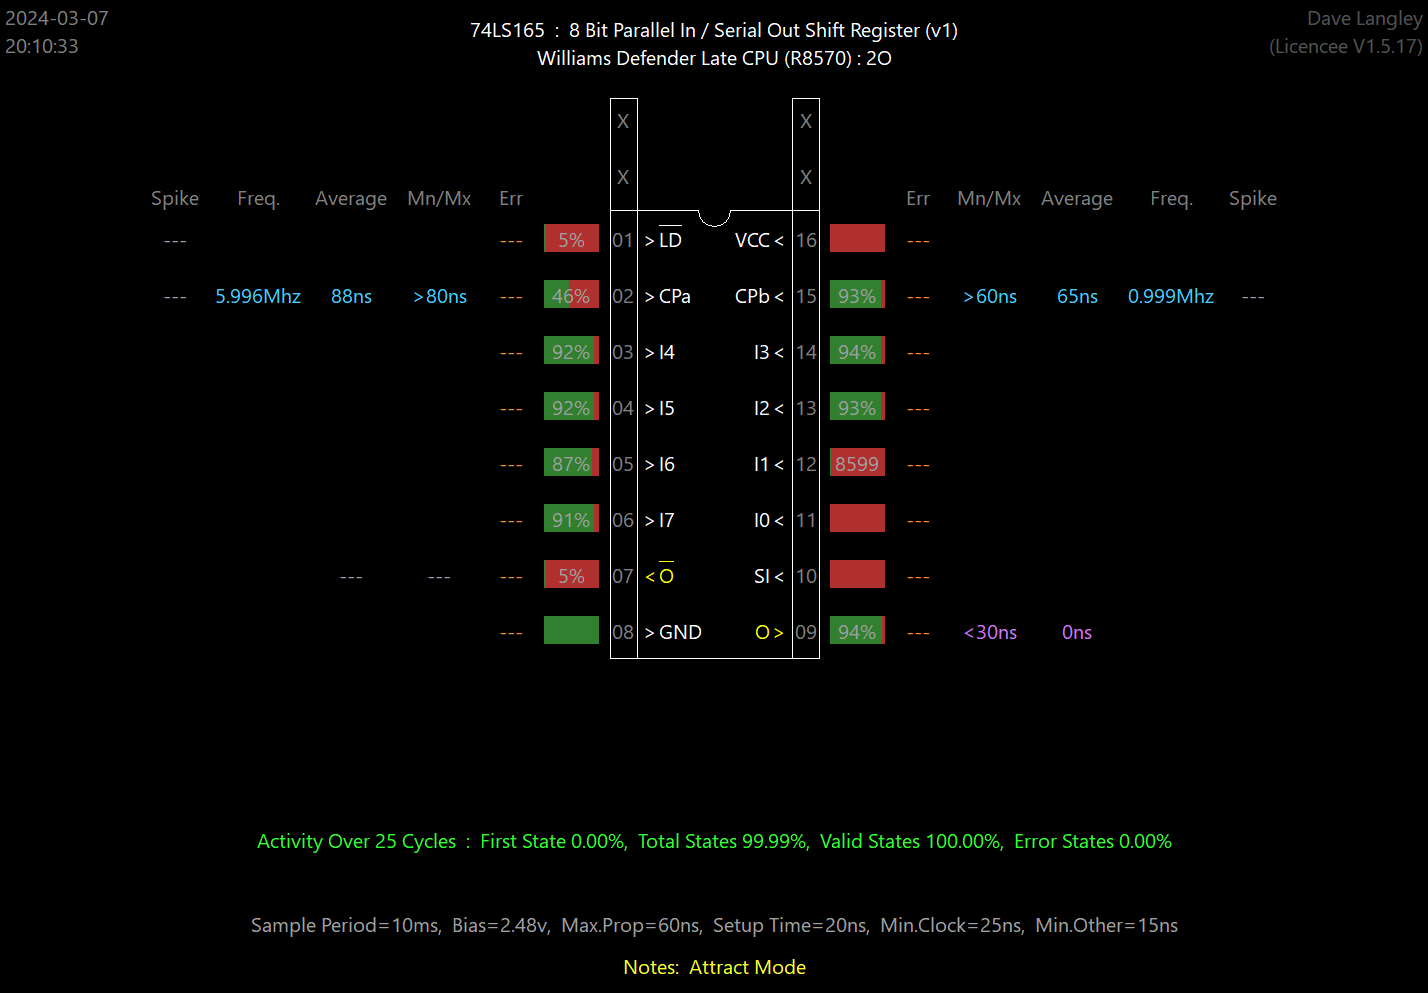 2024-03-07
20:10:33
74LS165 : 8 Bit Parallel In / Serial Out Shift Register (v1)
Williams Defender Late CPU (R8570) : 2O
Dave Langley
(Licencee V1.5.17)
X X
X X
Spike Freq. Average Mn/Mx Err Err Mn/Mx Average Freq. Spike
--- --- 5% 01 >LD VCC< 16 ---
--- 5.996Mhz 88ns >80ns --- 46% 02 >CPa CPb< 15 93% --- >60ns 65ns 0.999Mhz ---
--- 92% 03 >I4 I3< 14 94% ---
--- 92% 04 >I5 I2< 13 93% ---
--- 87% 05 >I6 I1< 12 8599 ---
--- 91% 06 >I7 I0< 11 ---
--- --- --- 5% 07 <O SI< 10 ---
--- 08 >GND O> 09 94% --- <30ns 0ns
Activity Over 25 Cycles : First State 0.00%, Total States 99.99%, Valid States 100.00%, Error States 0.00%
Sample Period=10ms, Bias=2.48v, Max.Prop=60ns, Setup Time=20ns, Min.Clock=25ns, Min.Other=15ns
Notes: Attract Mode